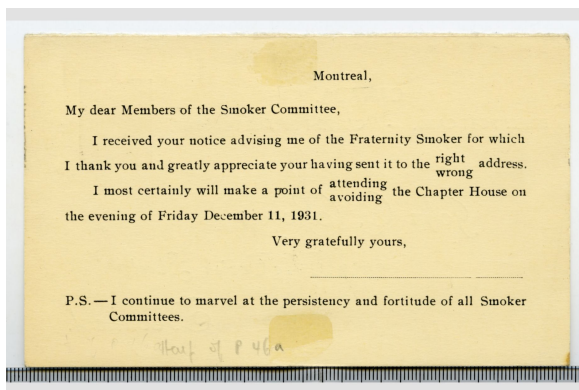 Montreal,
My dear Members of the Smoker Committee,
I received your notice advising me of the Fraternity Smoker for which
I thank you and greatly appreciate your having sent it to the right address.
wrong
I most certainly will make a point of attending the Chapter House on
avoiding
the evening of Friday December 11, 1931.
Very gratefully yours,
P.S.—I continue to marvel at the persistency and fortitude of all Smoker
Committees.
Half of P 46a